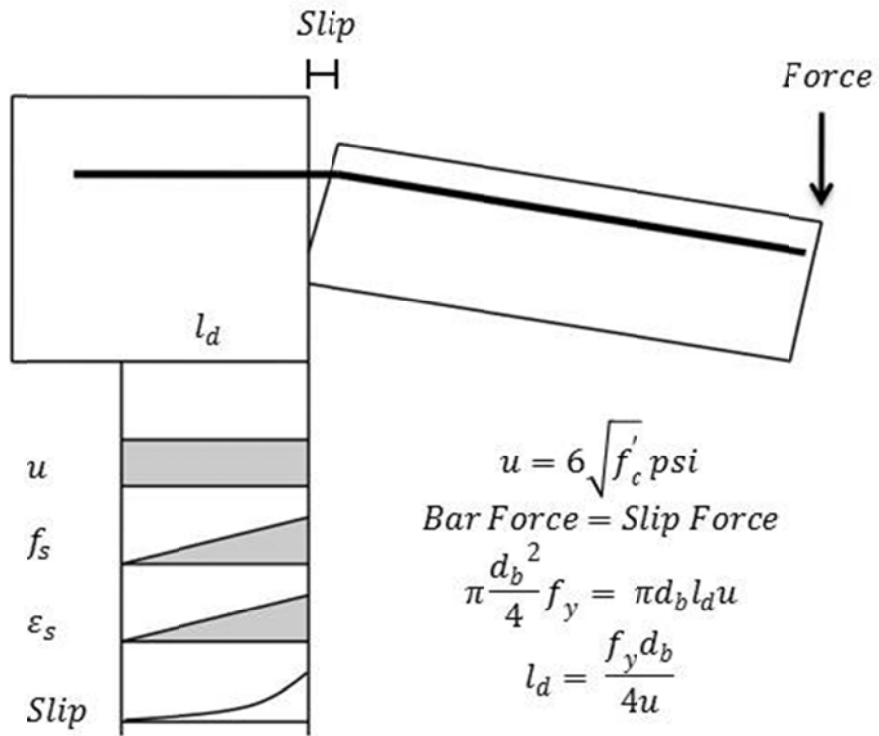 Slip
Force
l_d
u
f_s
ε_s
Slip
u = 6√f'_c psi
Bar Force = Slip Force
π d_b²/4 f_y = πd_b l_d u
l_d = f_y d_b/4u